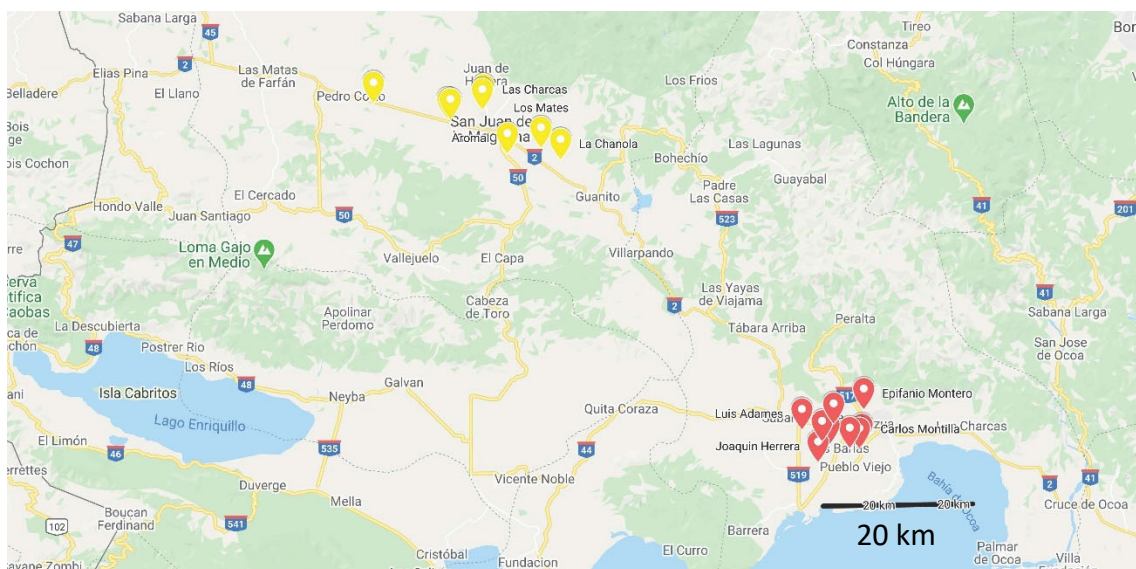 Sabana Larga
45
Tireo
Constanza
Col Húngara
2
Elias Pina
Las Matas
de Farfán
Juan de
Las Charcas
Los Frios
Belladere
El Llano
Pedro
Los Mates
Alto de la
Bandera
San Juan de
Bois
Cochon
La Chanola
2
Bohechío
Las Lagunas
50
Guayabal
Padre
Las Casas
El Cercado
Guanito
Hondo Valle
Juan Santiago
50
41
201
523
47
Loma Gajo
en Medio
Vallejuelo
El Capa
Villarpando
Las Yayas
de Viajama
41
Cabeza
de Toro
2
Sabana Larga
Apolinar
Perdomo
Peralta
La Descubierta
Tábara Arriba
San Jose
de Ocoa
48
Postrer Rio
Los Ríos
48
Galvan
Isla Cabritos
Neyba
517
Epifanio Montero
Quita Coraza
Luis Adames
Lago Enriquillo
Carlos Montilla
Charcas
El Limón
535
44
Joaquin Herrera
46
519
Pueblo Viejo
Vicente Noble
Duverge
2
41
Mella
Bahía de Ocoa
20 km
20 km
Cruce de Ocoa
Boucan
Ferdinand
102
541
Barrera
20 km
Cristóbal
El Curro
Palmar
de Ocoa
Villa
Fundación
Fundacion
Zombi